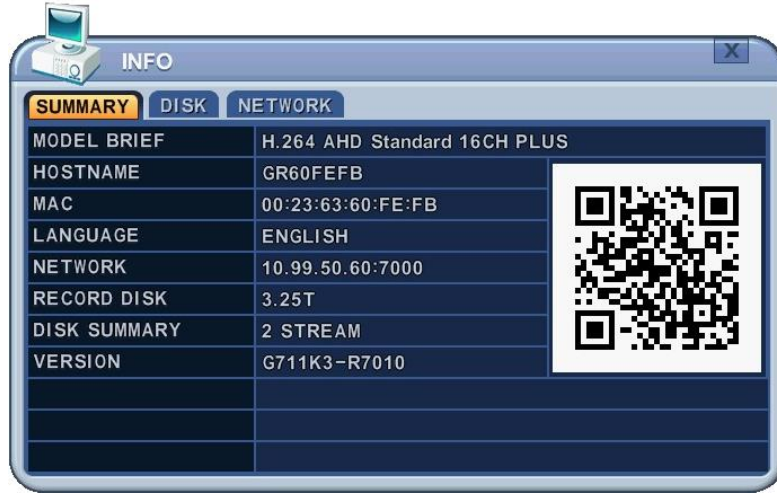 INFO
X
SUMMARY DISK NETWORK
MODEL BRIEF H.264 AHD Standard 16CH PLUS
HOSTNAME GR60FEFB
MAC 00:23:63:60:FE:FB
LANGUAGE ENGLISH
NETWORK 10.99.50.60:7000
RECORD DISK 3.25T
DISK SUMMARY 2 STREAM
VERSION G711K3-R7010